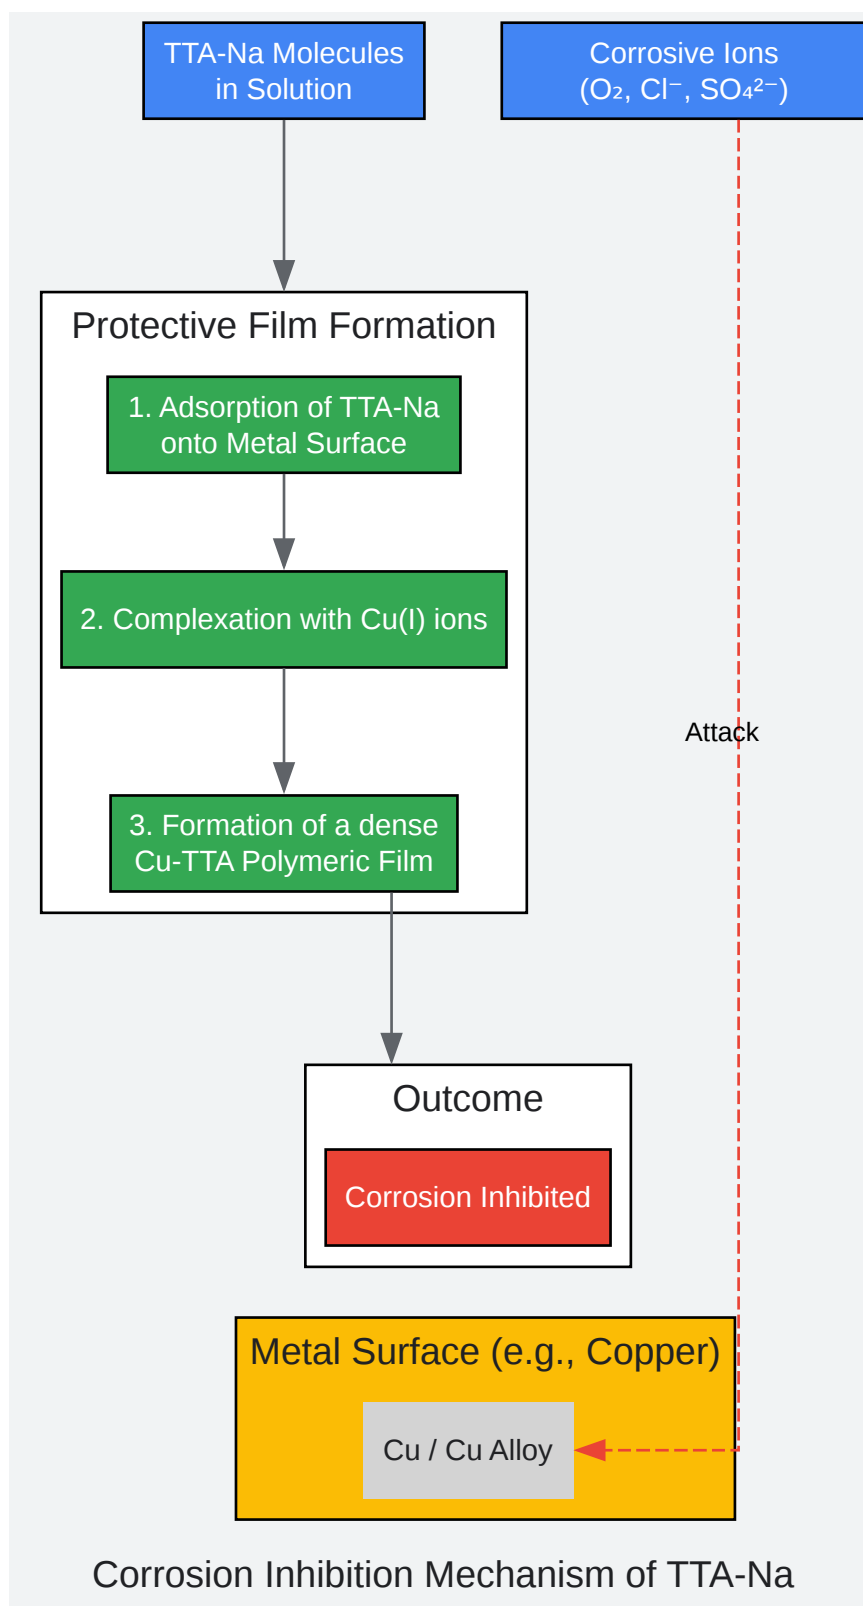 TTA-Na Molecules
in Solution
Corrosive Ions
(O₂, Cl⁻, SO₄²⁻)
Protective Film Formation
1. Adsorption of TTA-Na
onto Metal Surface
2. Complexation with Cu(I) ions
Attack
3. Formation of a dense
Cu-TTA Polymeric Film
Outcome
Corrosion Inhibited
Metal Surface (e.g., Copper)
Cu / Cu Alloy
Corrosion Inhibition Mechanism of TTA-Na